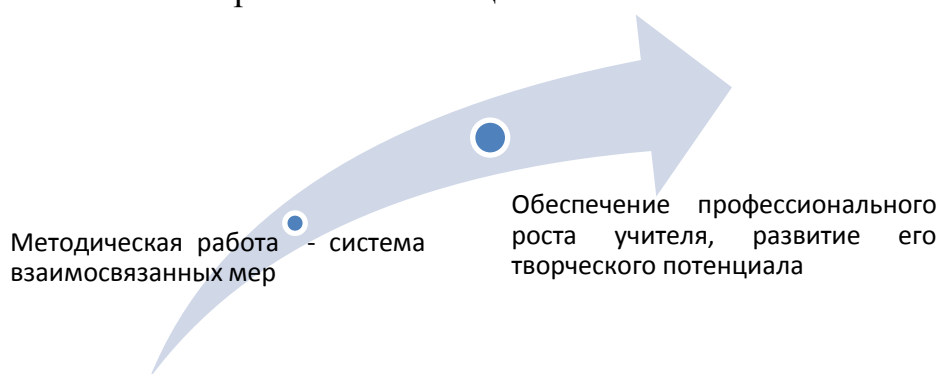 Методическая работа - система
взаимосвязанных мер
Обеспечение профессионального
роста учителя, развитие его
творческого потенциала